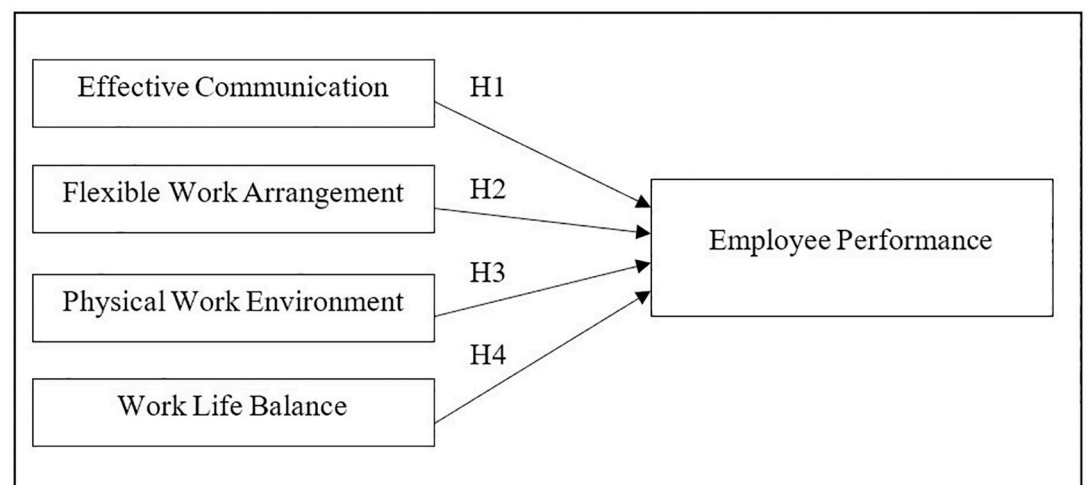 Effective Communication
H1
Flexible Work Arrangement
H2
Employee Performance
Physical Work Environment
H3
Work Life Balance
H4